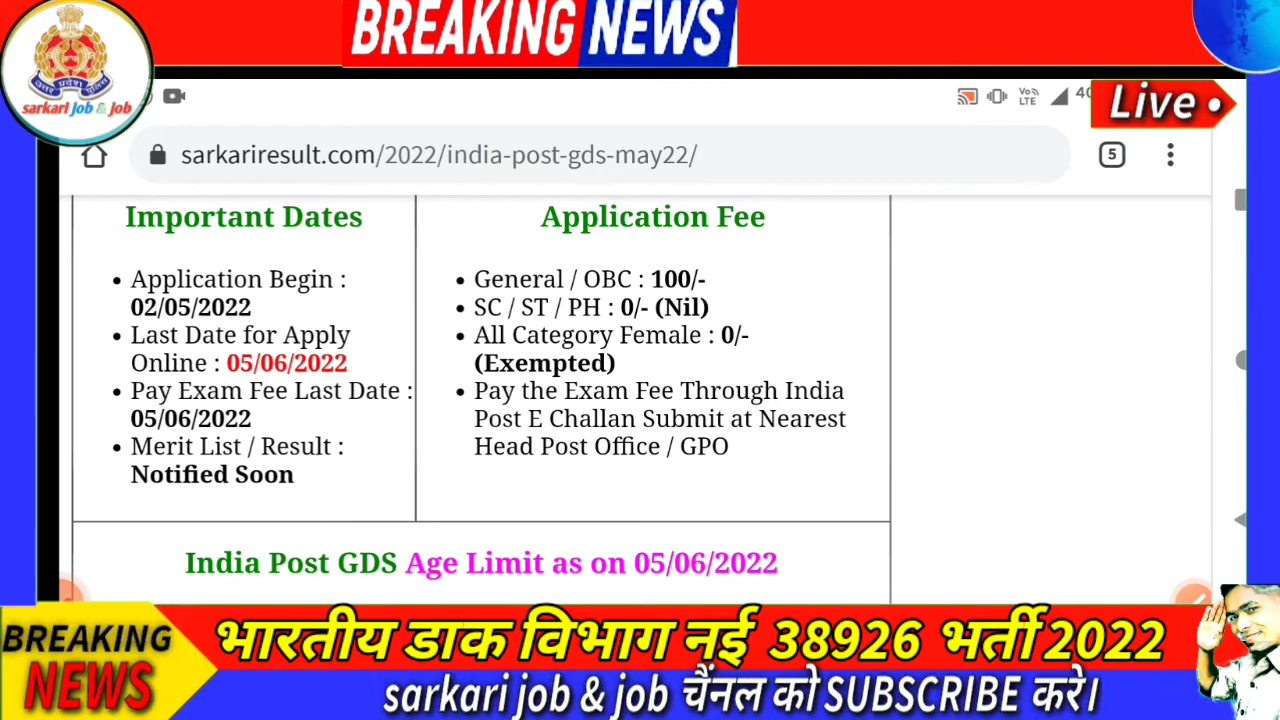 BREAKING NEWS
उत्तर प्रदेश पुलिस
sarkari job & job
Vo))
LTE
Live
sarkariresult.com/2022/india-post-gds-may22/
5
Important Dates
Application Fee
• Application Begin :
02/05/2022
• Last Date for Apply
Online : 05/06/2022
• Pay Exam Fee Last Date :
05/06/2022
• Merit List / Result :
Notified Soon
• General / OBC : 100/-
• SC / ST / PH : 0/- (Nil)
• All Category Female : 0/-
(Exempted)
• Pay the Exam Fee Through India
Post E Challan Submit at Nearest
Head Post Office / GPO
India Post GDS Age Limit as on 05/06/2022
BREAKING
NEWS
भारतीय डाक विभाग नई 38926 भर्ती 2022
sarkari job & job चैंनल को SUBSCRIBE करे।